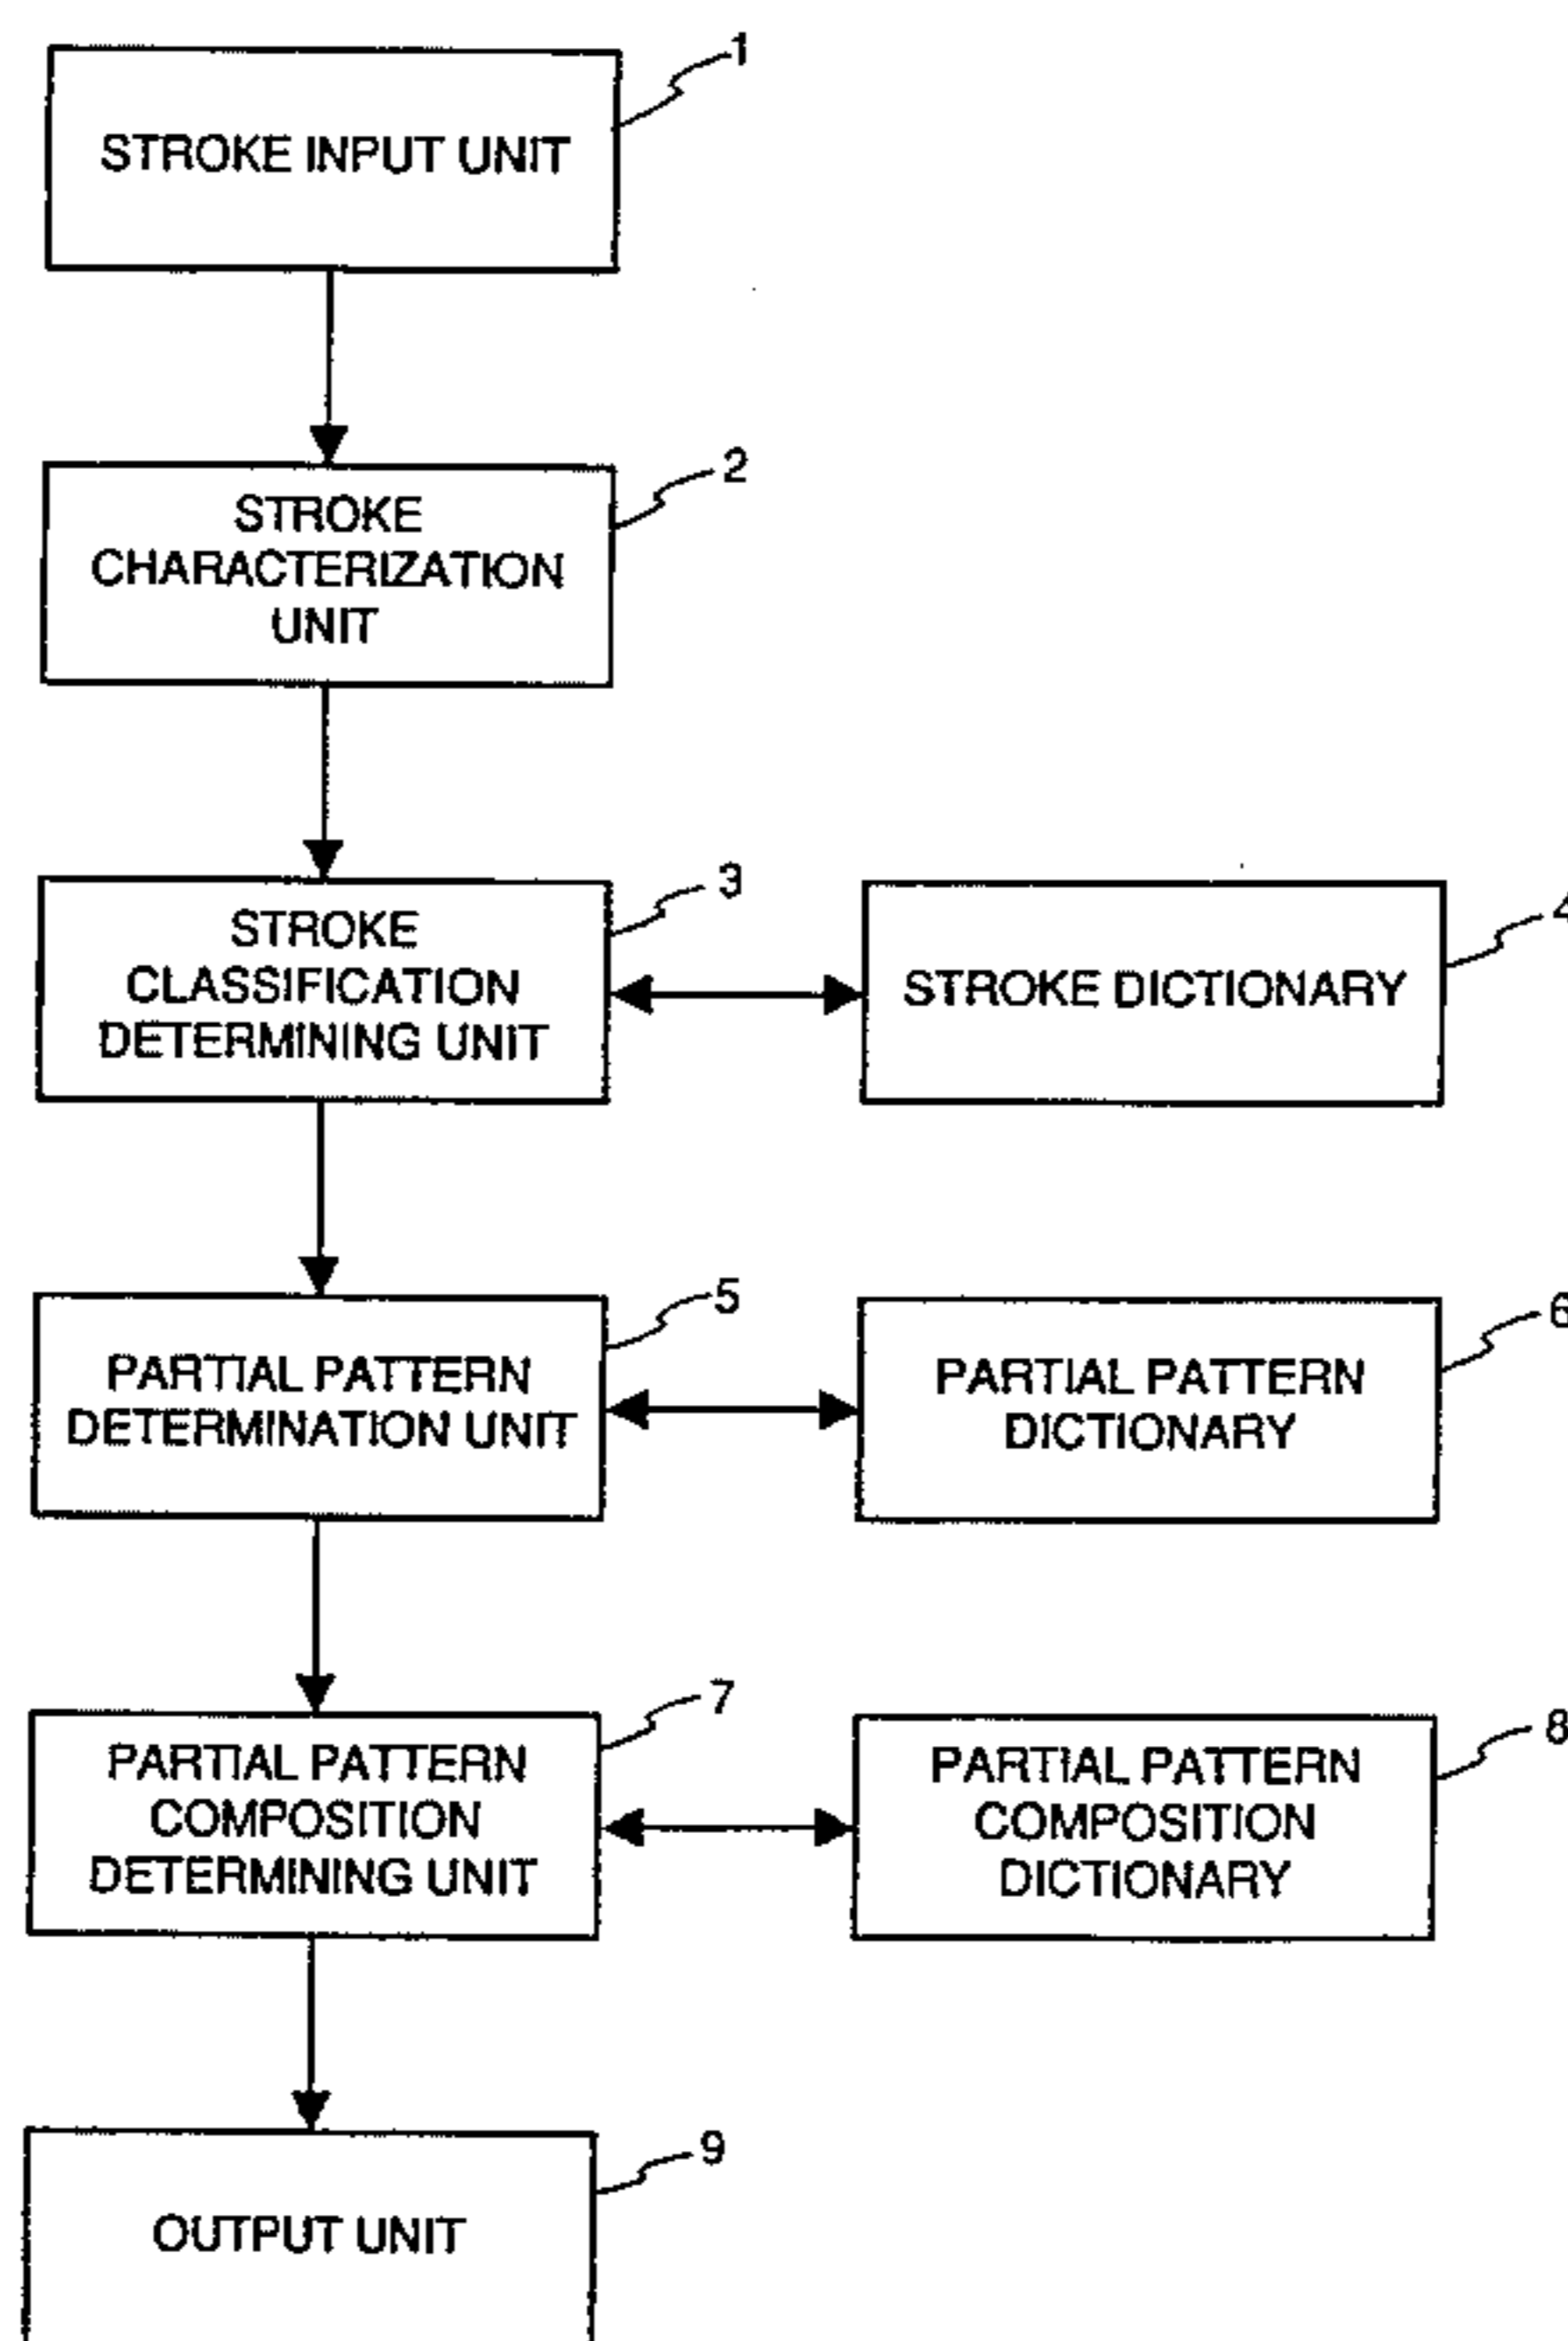 1
STROKE INPUT UNIT
2
STROKE
CHARACTERIZATION
UNIT
3
STROKE
CLASSIFICATION
DETERMINING UNIT
4
STROKE DICTIONARY
5
PARTIAL PATTERN
DETERMINATION UNIT
6
PARTIAL PATTERN
DICTIONARY
7
PARTIAL PATTERN
COMPOSITION
DETERMINING UNIT
8
PARTIAL PATTERN
COMPOSITION
DICTIONARY
9
OUTPUT UNIT